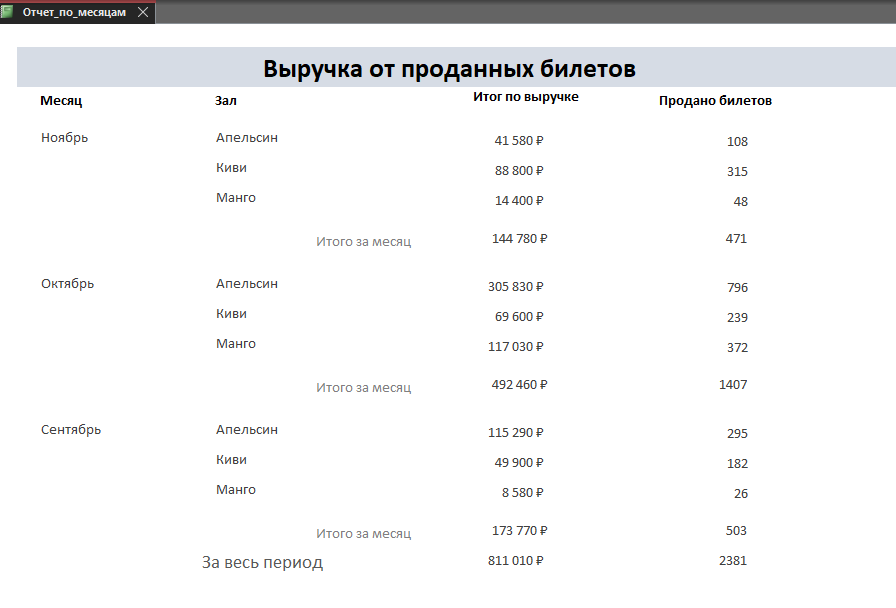 Отчет_по_месяцам
Выручка от проданных билетов
Месяц Зал Итог по выручке Продано билетов
Ноябрь Апельсин 41 580 ₽ 108
Киви 88 800 ₽ 315
Манго 14 400 ₽ 48
Итого за месяц 144 780 ₽ 471
Октябрь Апельсин 305 830 ₽ 796
Киви 69 600 ₽ 239
Манго 117 030 ₽ 372
Итого за месяц 492 460 ₽ 1407
Сентябрь Апельсин 115 290 ₽ 295
Киви 49 900 ₽ 182
Манго 8 580 ₽ 26
Итого за месяц 173 770 ₽ 503
За весь период 811 010 ₽ 2381